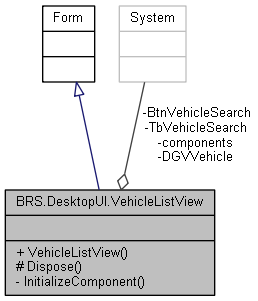 Form
System
-BtnVehicleSearch
-TbVehicleSearch
-components
-DGVVehicle
BRS.DesktopUI.VehicleListView
+ VehicleListView()
# Dispose()
- InitializeComponent()